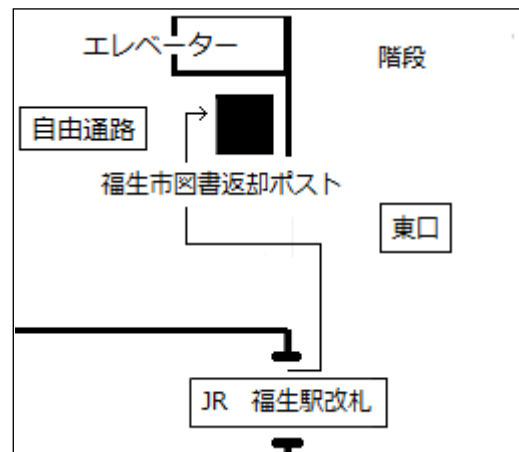 エレベーター
階段
自由通路
福生市図書返却ポスト
東口
JR　福生駅改札